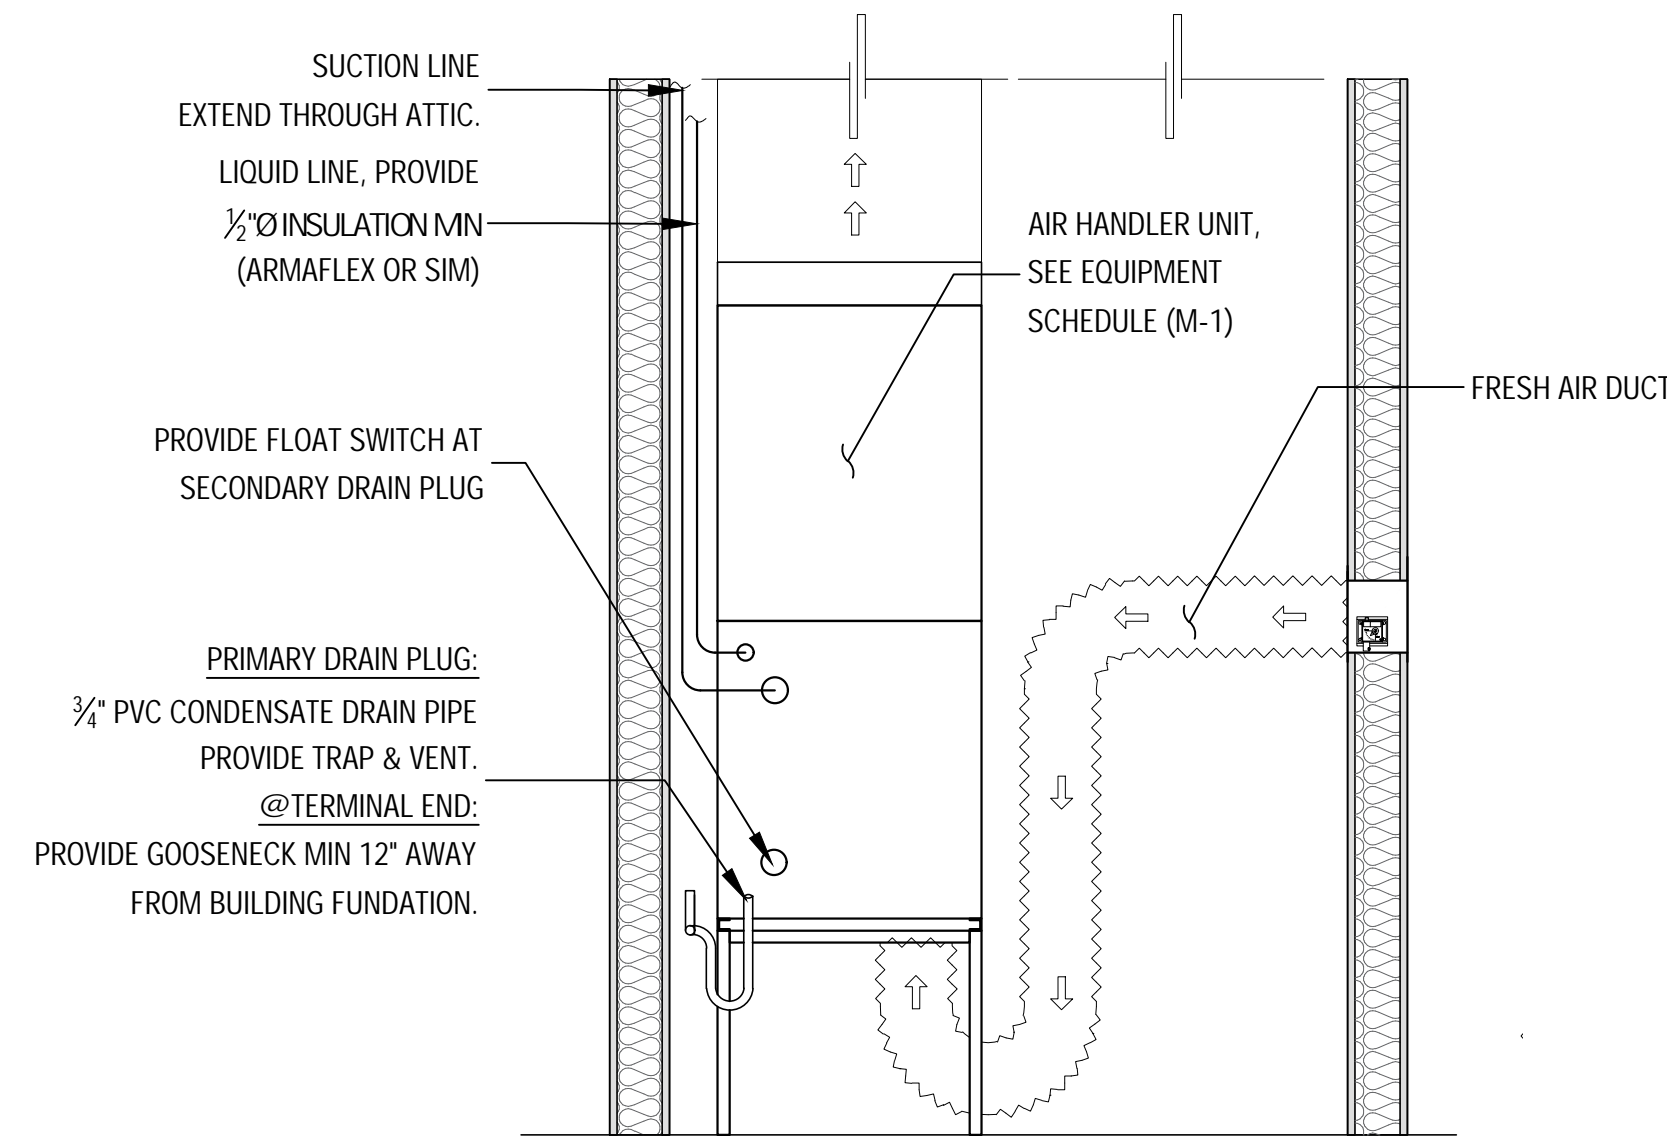 SUCTION LINE
EXTEND THROUGH ATTIC.
LIQUID LINE, PROVIDE
½"Ø INSULATION MIN
(ARMAFLEX OR SIM)
AIR HANDLER UNIT,
SEE EQUIPMENT
SCHEDULE (M-1)
FRESH AIR DUCT
PROVIDE FLOAT SWITCH AT
SECONDARY DRAIN PLUG
PRIMARY DRAIN PLUG:
¾" PVC CONDENSATE DRAIN PIPE
PROVIDE TRAP & VENT.
@TERMINAL END:
PROVIDE GOOSENECK MIN 12" AWAY
FROM BUILDING FUNDATION.